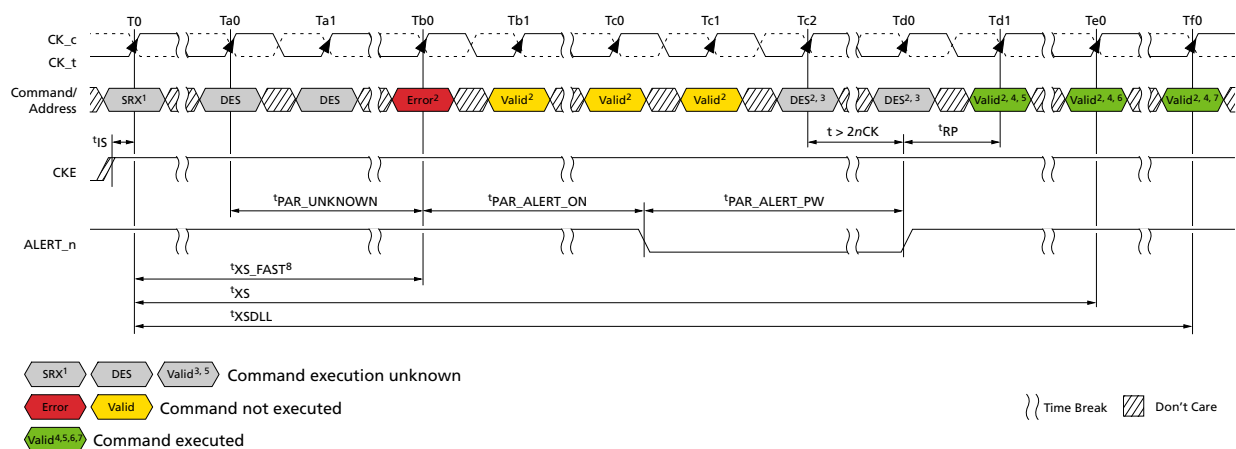 T0 Ta0 Ta1 Tb0 Tb1 Tc0 Tc1 Tc2 Td0 Td1 Te0 Tf0
CK_c
CK_t
Command/
Address
SRX¹ DES DES Error² Valid² Valid² Valid² DES², ³ DES², ³ Valid², ⁴, ⁵ Valid², ⁴, ⁶ Valid², ⁴, ⁷
ᵗIS
t > 2nCK
ᵗRP
CKE
ᵗPAR_UNKNOWN ᵗPAR_ALERT_ON ᵗPAR_ALERT_PW
ALERT_n
ᵗXS_FAST⁸
ᵗXS
ᵗXSDLL
SRX¹ DES Valid³, ⁵ Command execution unknown
Error Valid Command not executed
Valid⁴,⁵,⁶,⁷ Command executed
Time Break Don't Care